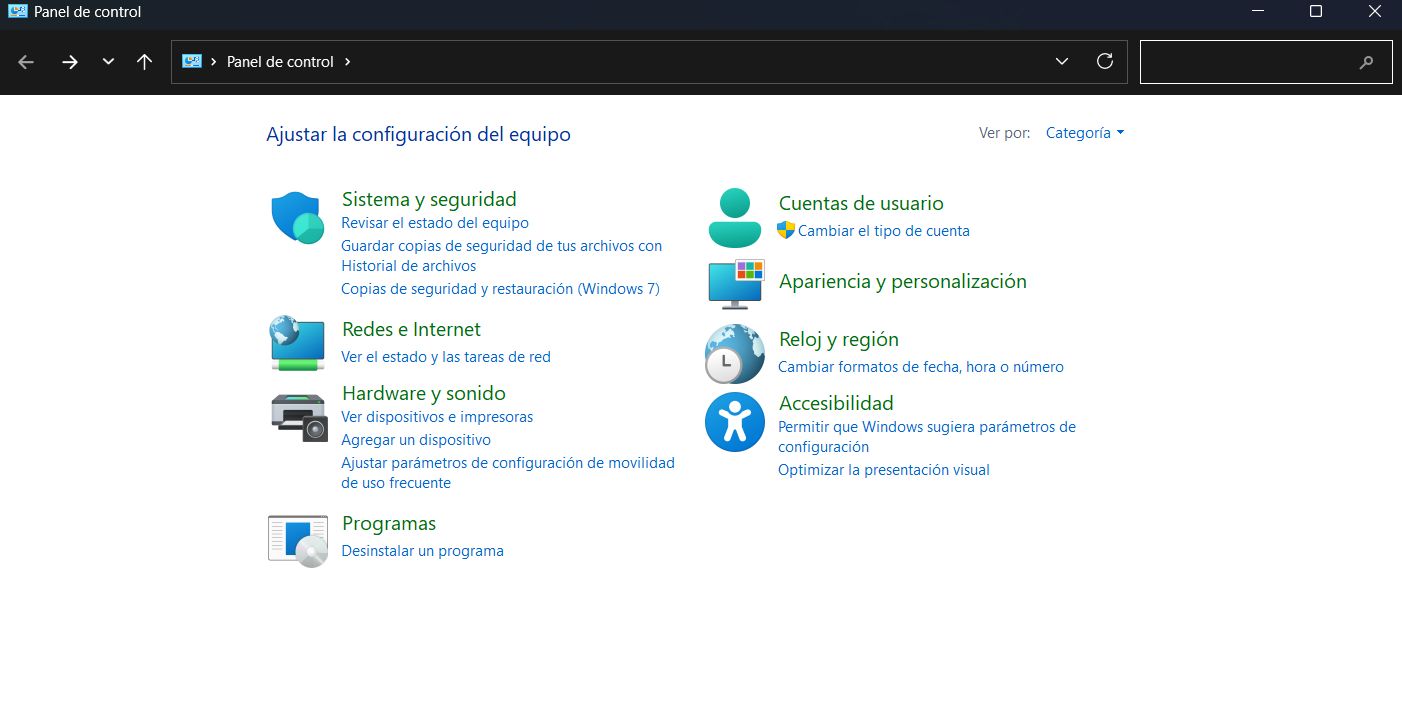 Panel de control
Panel de control
Ajustar la configuración del equipo
Ver por: Categoría
Sistema y seguridad
Revisar el estado del equipo
Guardar copias de seguridad de tus archivos con
Historial de archivos
Copias de seguridad y restauración (Windows 7)
Redes e Internet
Ver el estado y las tareas de red
Hardware y sonido
Ver dispositivos e impresoras
Agregar un dispositivo
Ajustar parámetros de configuración de movilidad
de uso frecuente
Programas
Desinstalar un programa
Cuentas de usuario
Cambiar el tipo de cuenta
Apariencia y personalización
Reloj y región
Cambiar formatos de fecha, hora o número
Accesibilidad
Permitir que Windows sugiera parámetros de
configuración
Optimizar la presentación visual